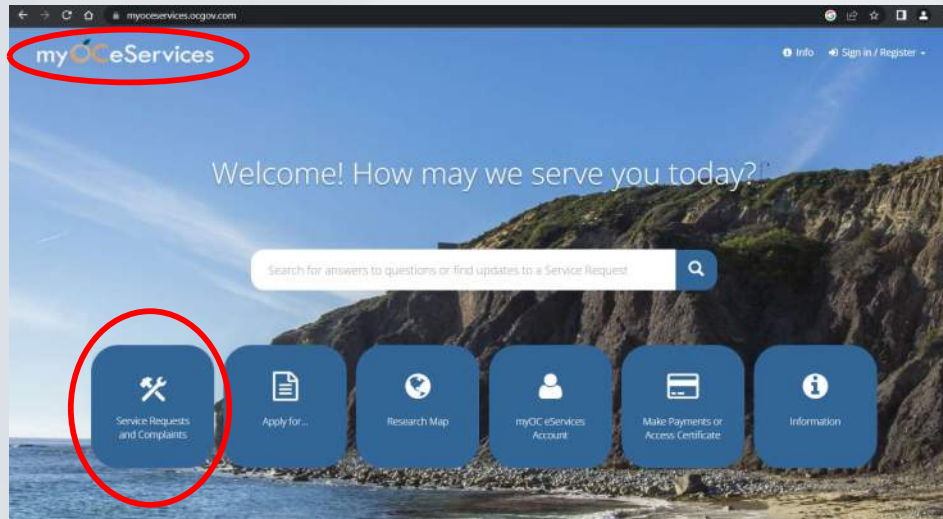 myoceservices.ocgov.com
myOCeServices
Info
Sign in / Register
Welcome! How may we serve you today?
Search for answers to questions or find updates to a Service Request
Service Requests
and Complaints
Apply for...
Research Map
myOC eServices
Account
Make Payments or
Access Certificate
Information